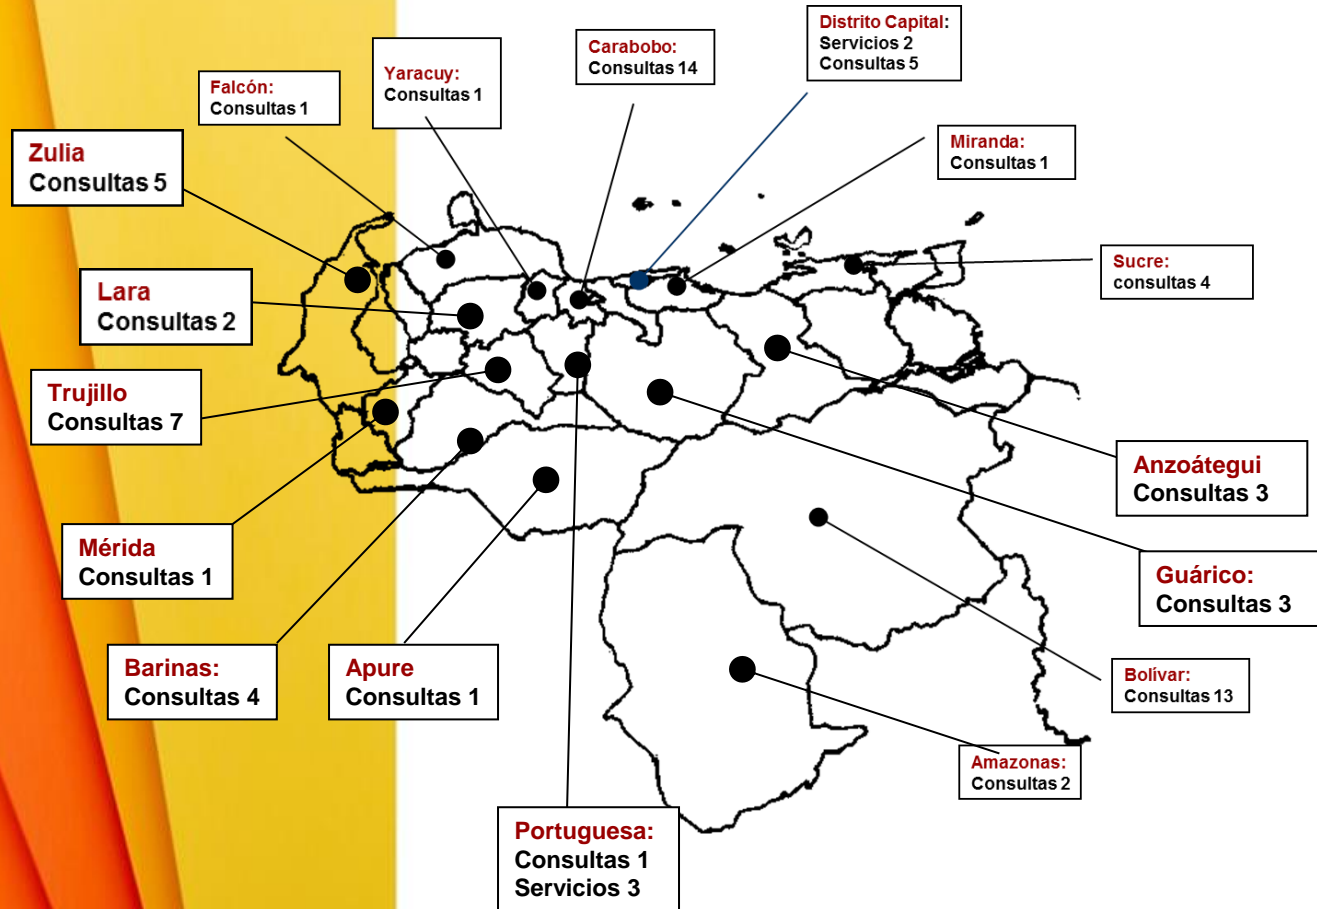 Distrito Capital:
Servicios 2
Consultas 5
Carabobo:
Consultas 14
Yaracuy:
Consultas 1
Falcón:
Consultas 1
Miranda:
Consultas 1
Zulia
Consultas 5
Sucre:
consultas 4
Lara
Consultas 2
Trujillo
Consultas 7
Anzoátegui
Consultas 3
Mérida
Consultas 1
Guárico:
Consultas 3
Barinas:
Consultas 4
Apure
Consultas 1
Bolívar:
Consultas 13
Amazonas:
Consultas 2
Portuguesa:
Consultas 1
Servicios 3